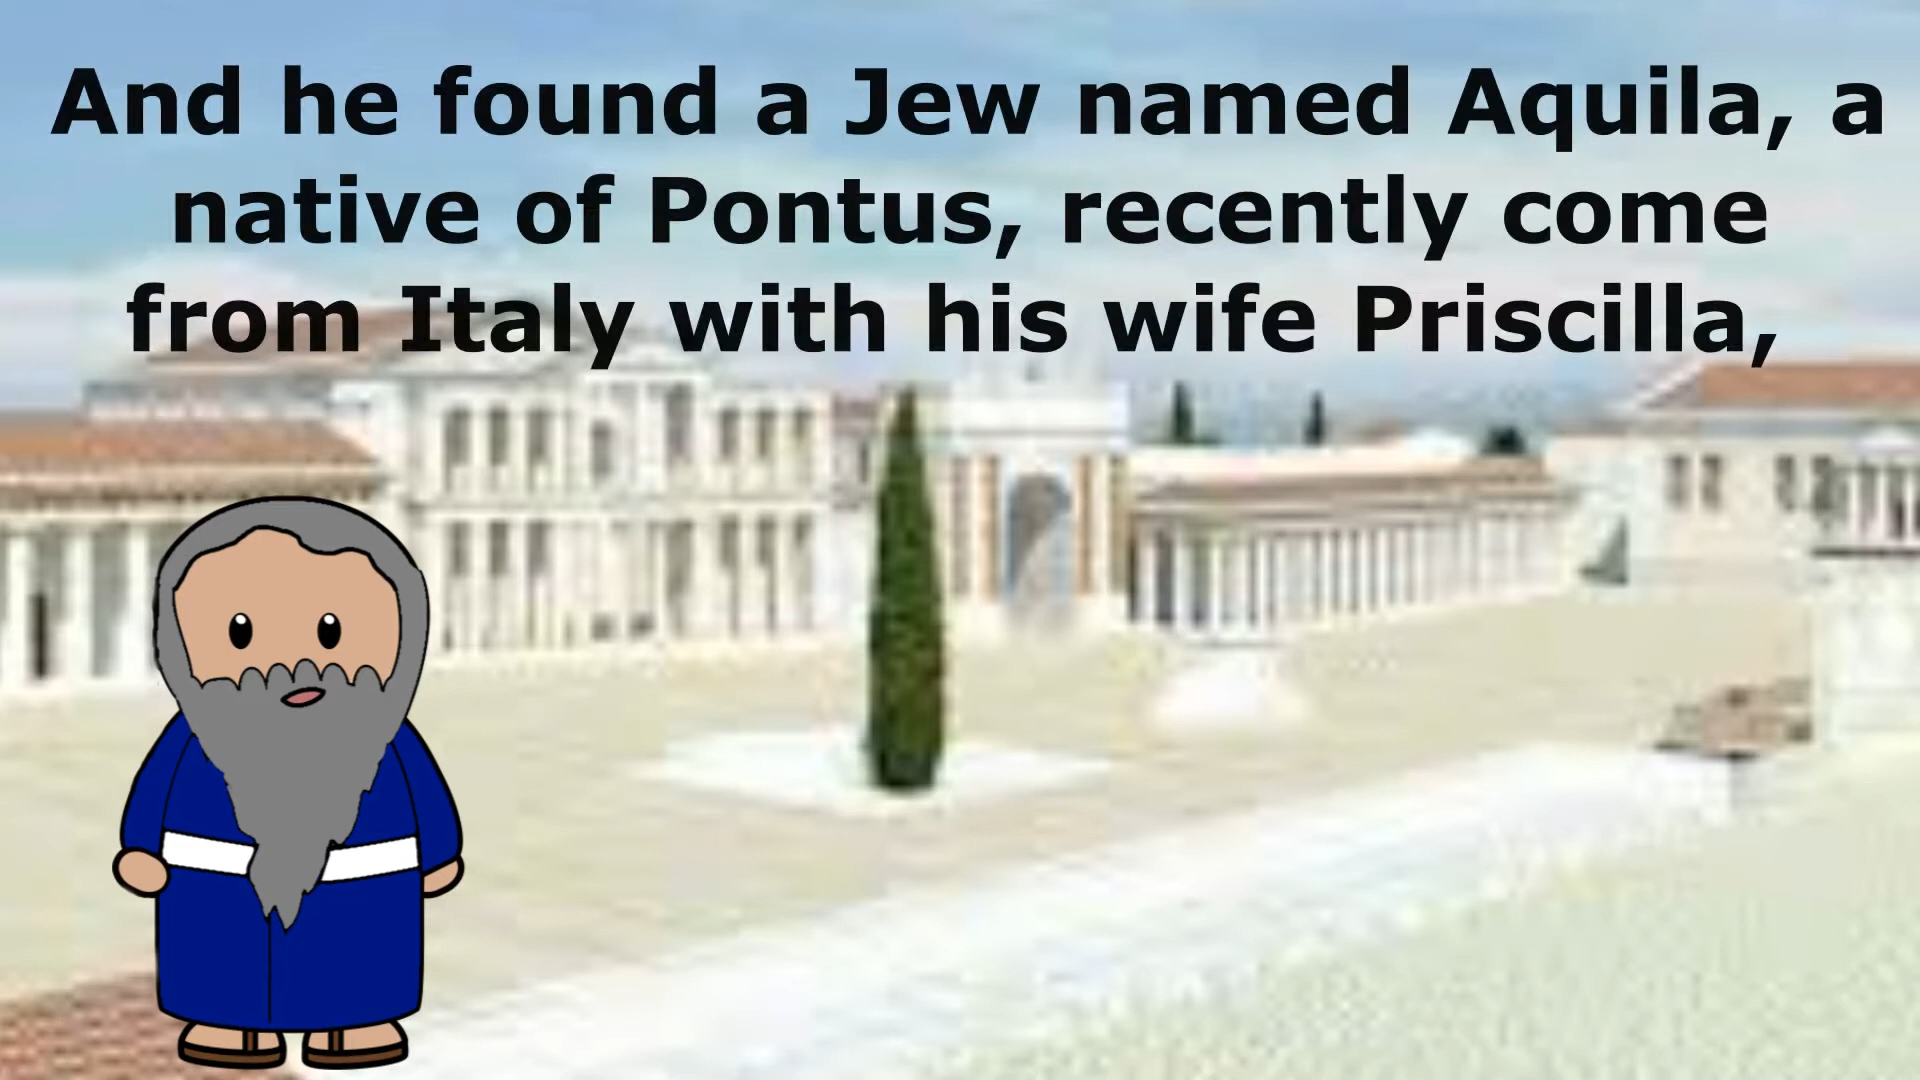 And he found a Jew named Aquila, a
native of Pontus, recently come
from Italy with his wife Priscilla,